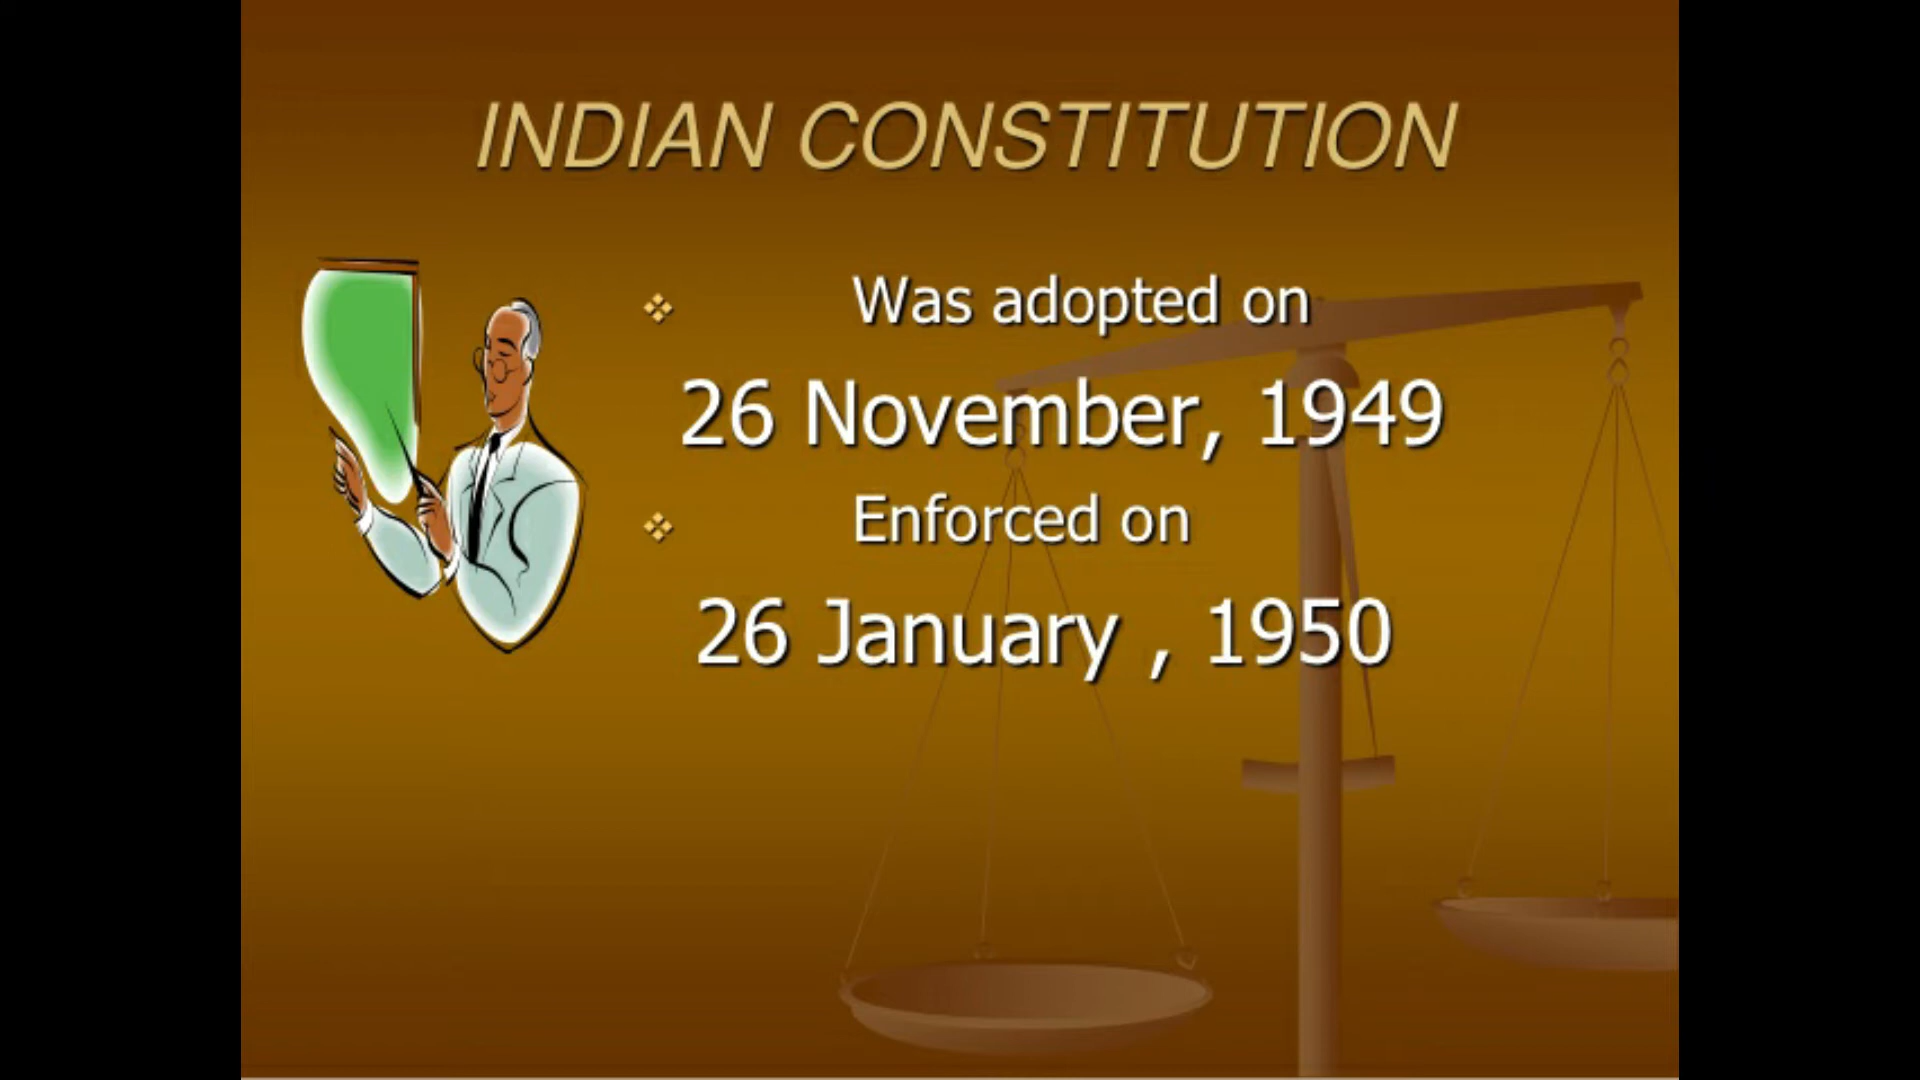 INDIAN CONSTITUTION
Was adopted on
26 November, 1949
Enforced on
26 January , 1950